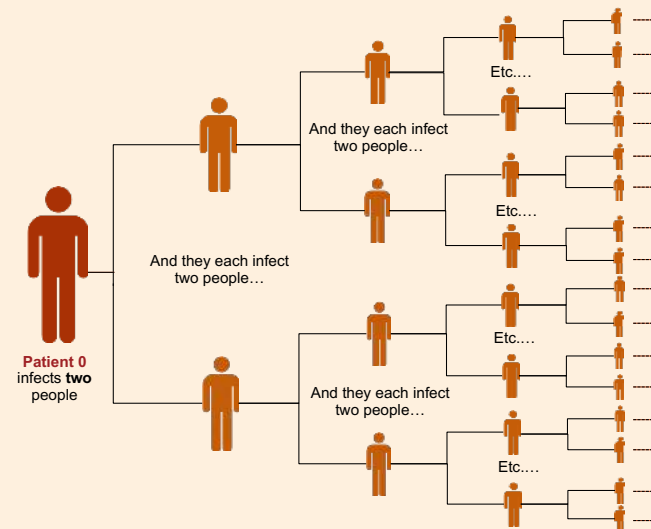 Patient 0
infects two
people
And they each infect
two people…
And they each infect
two people…
And they each infect
two people…
Etc.…
Etc.…
Etc.…
Etc.…